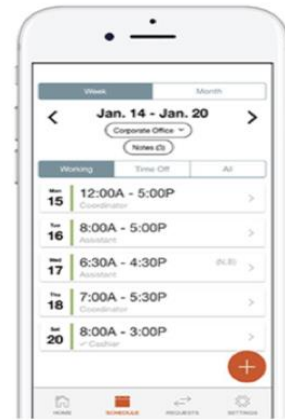 Week Month
Jan. 14 - Jan. 20
Corporate Office
Notes (0)
Working Time Off All
Mon
15
12:00A - 5:00P
Coordinator
Tue
16
8:00A - 5:00P
Assistant
Wed
17
6:30A - 4:30P
Assistant
Thu
18
7:00A - 5:30P
Coordinator
Sat
20
8:00A - 3:00P
Cashier
+
HOME SCHEDULE REQUESTS SETTINGS